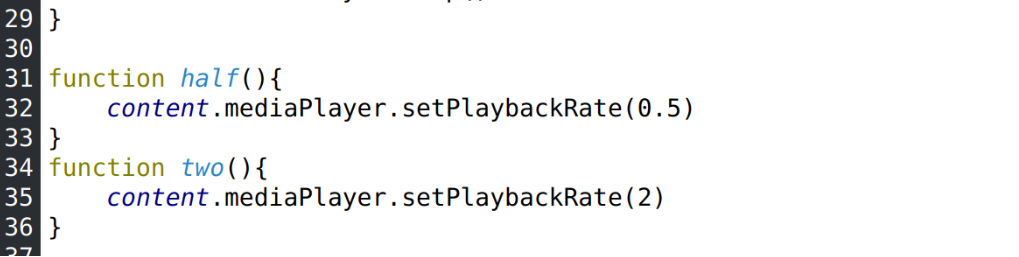 29 }
30
31 function half(){
32     content.mediaPlayer.setPlaybackRate(0.5)
33 }
34 function two(){
35     content.mediaPlayer.setPlaybackRate(2)
36 }
37